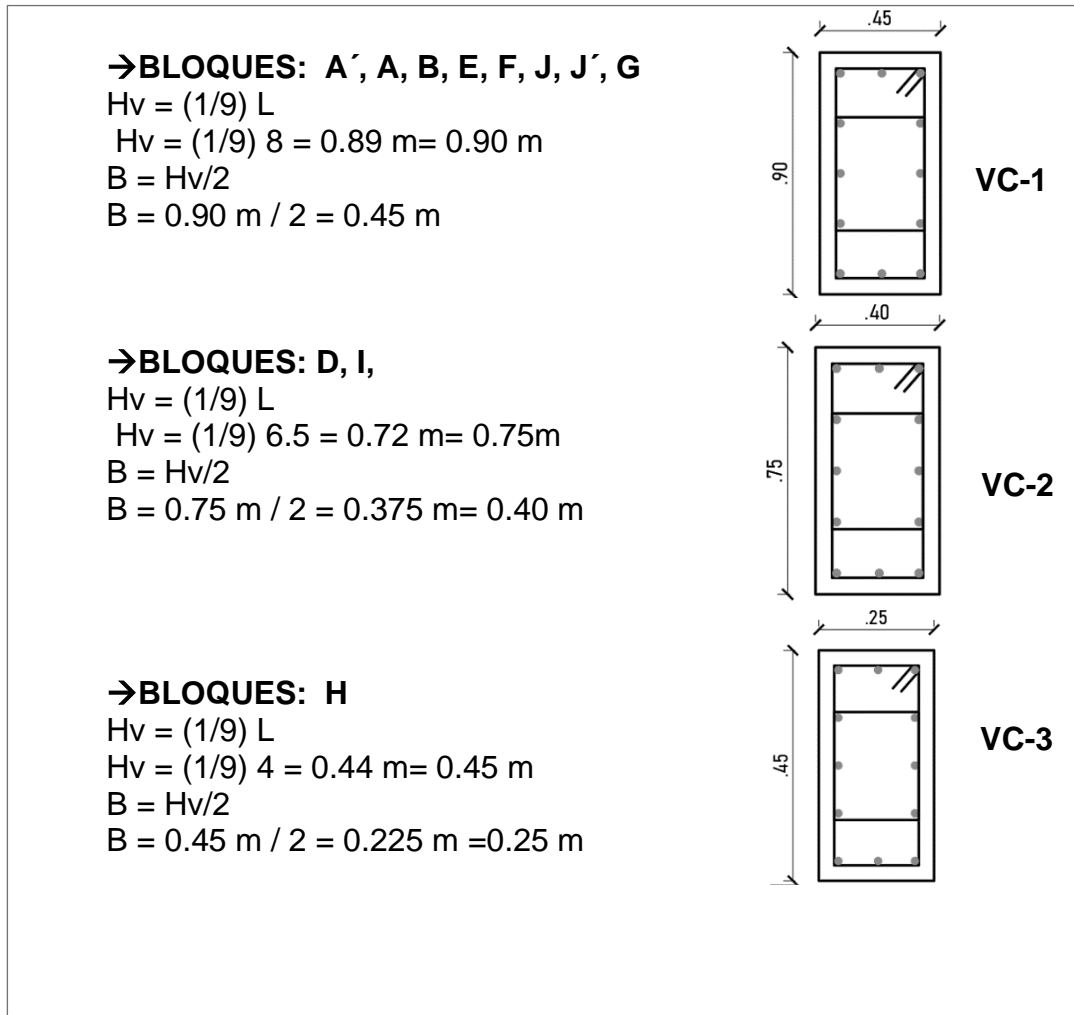 →BLOQUES: A´, A, B, E, F, J, J´, G
Hv = (1/9) L
Hv = (1/9) 8 = 0.89 m= 0.90 m
B = Hv/2
B = 0.90 m / 2 = 0.45 m
.45
.90
VC-1
→BLOQUES: D, I,
Hv = (1/9) L
Hv = (1/9) 6.5 = 0.72 m= 0.75m
B = Hv/2
B = 0.75 m / 2 = 0.375 m= 0.40 m
.40
.75
VC-2
→BLOQUES: H
Hv = (1/9) L
Hv = (1/9) 4 = 0.44 m= 0.45 m
B = Hv/2
B = 0.45 m / 2 = 0.225 m =0.25 m
.25
.45
VC-3